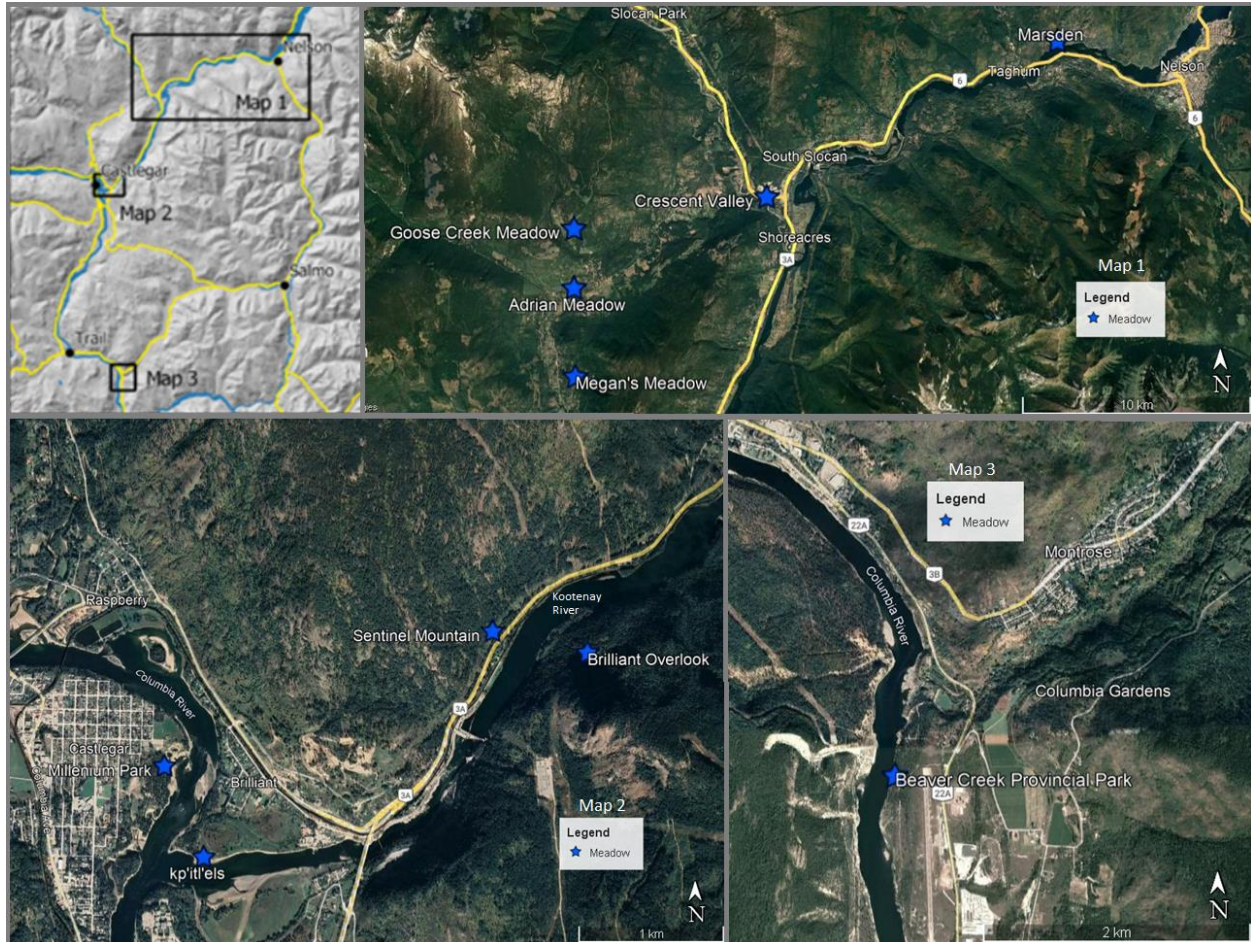 Nelson
Map 1
Castlegar
Map 2
Salmo
Trail
Map 3
Slocan Park
Marsden
Taghum
6
Nelson
6
South Slocan
Crescent Valley
Goose Creek Meadow
Shoreacres
3A
Adrian Meadow
Megan's Meadow
Map 1
Legend
Meadow
N
10 km
Raspberry
Columbia River
Castlegar
Millenium Park
Columbia Ave
Brilliant
kp'itl'els
Sentinel Mountain
Kootenay
River
Brilliant Overlook
3A
3A
Map 2
Legend
Meadow
N
1 km
Map 3
Legend
Meadow
22A
Columbia River
3B
Montrose
Columbia Gardens
Beaver Creek Provincial Park
22A
N
2 km